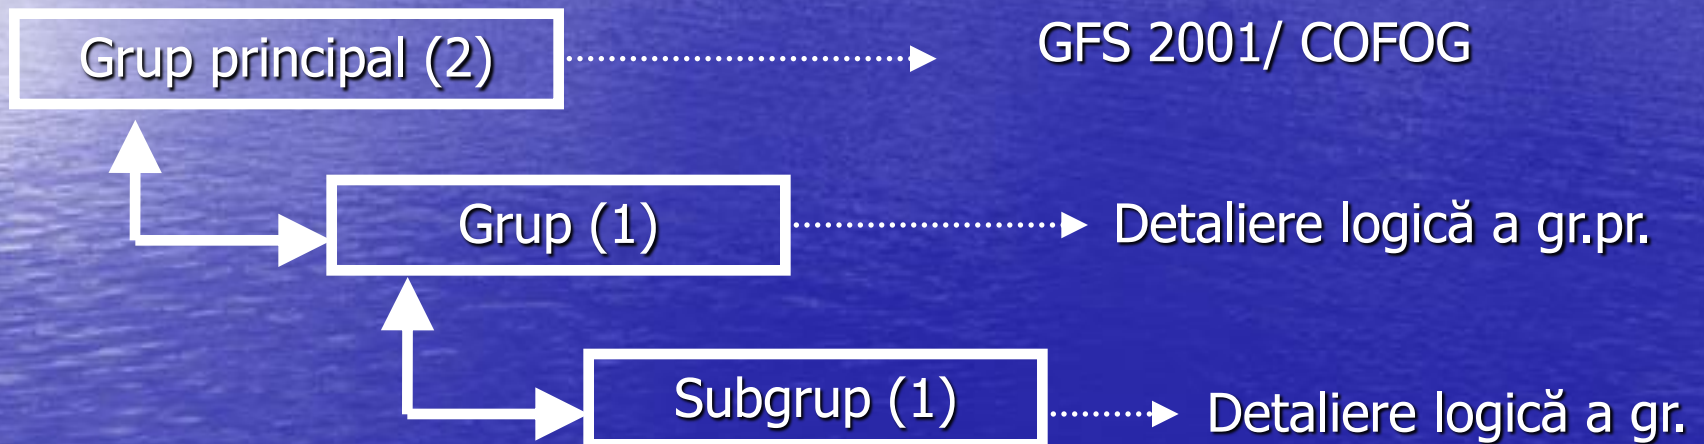 Grup principal (2)
GFS 2001/ COFOG
Grup (1)
Detaliere logică a gr.pr.
Subgrup (1)
Detaliere logică a gr.